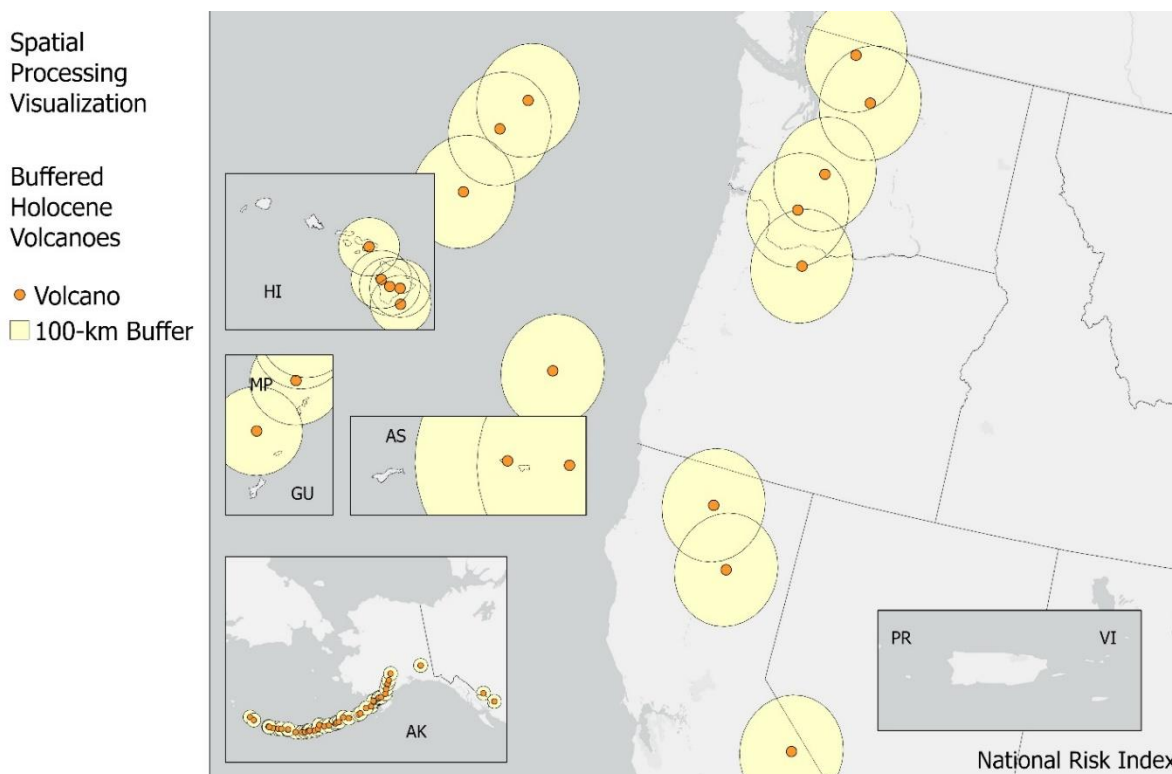 Spatial
Processing
Visualization
Buffered
Holocene
Volcanoes
Volcano
100-km Buffer
HI
MP
GU
AS
AK
PR
VI
National Risk Index